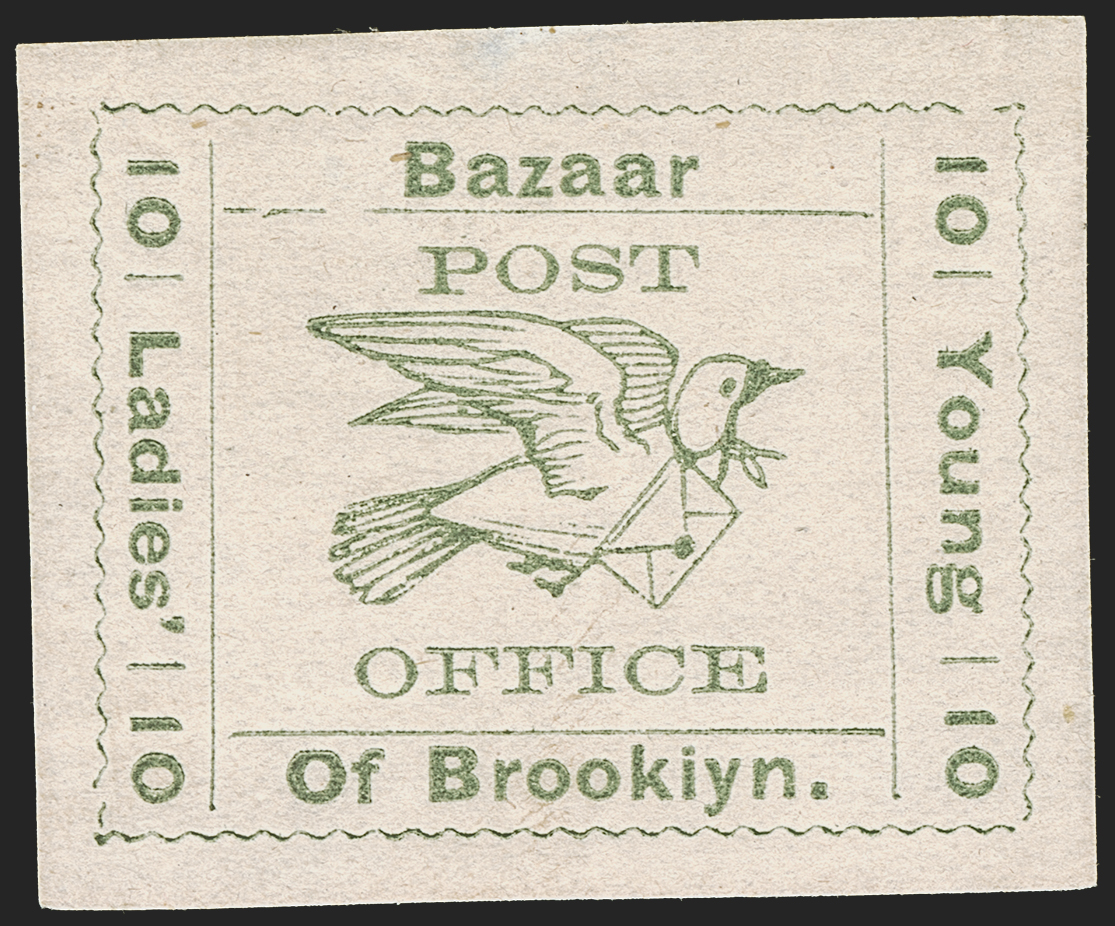 Bazaar
POST
OFFICE
Of Brookiyn.
10 | Ladies' | 10
10 | Young | 10